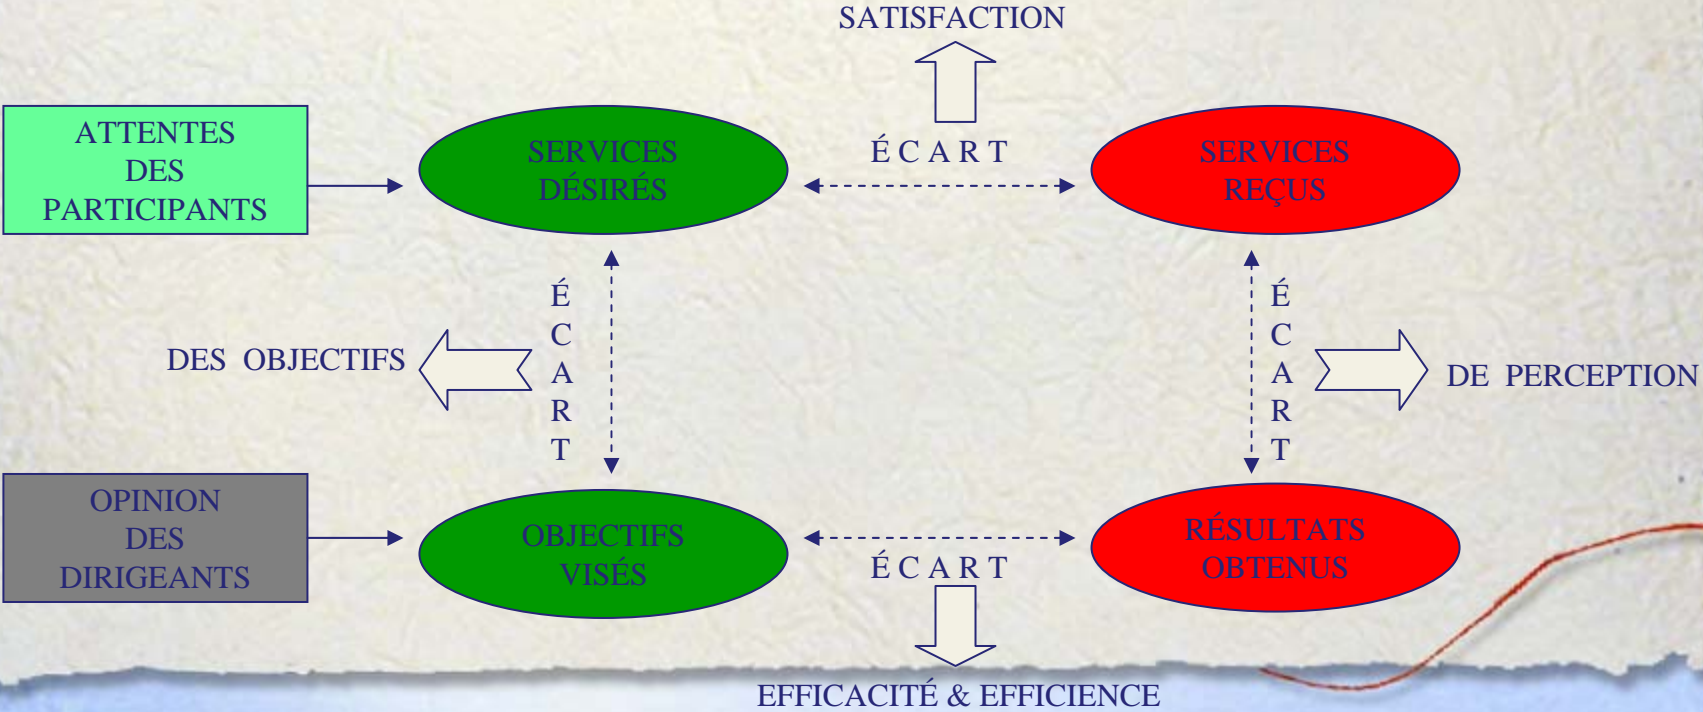 SATISFACTION
ATTENTES
DES
PARTICIPANTS
SERVICES
DÉSIRÉS
ÉCART
SERVICES
REÇUS
DES OBJECTIFS
É
C
A
R
T
É
C
A
R
T
DE PERCEPTION
OPINION
DES
DIRIGEANTS
OBJECTIFS
VISÉS
ÉCART
RÉSULTATS
OBTENUS
EFFICACITÉ & EFFICIENCE